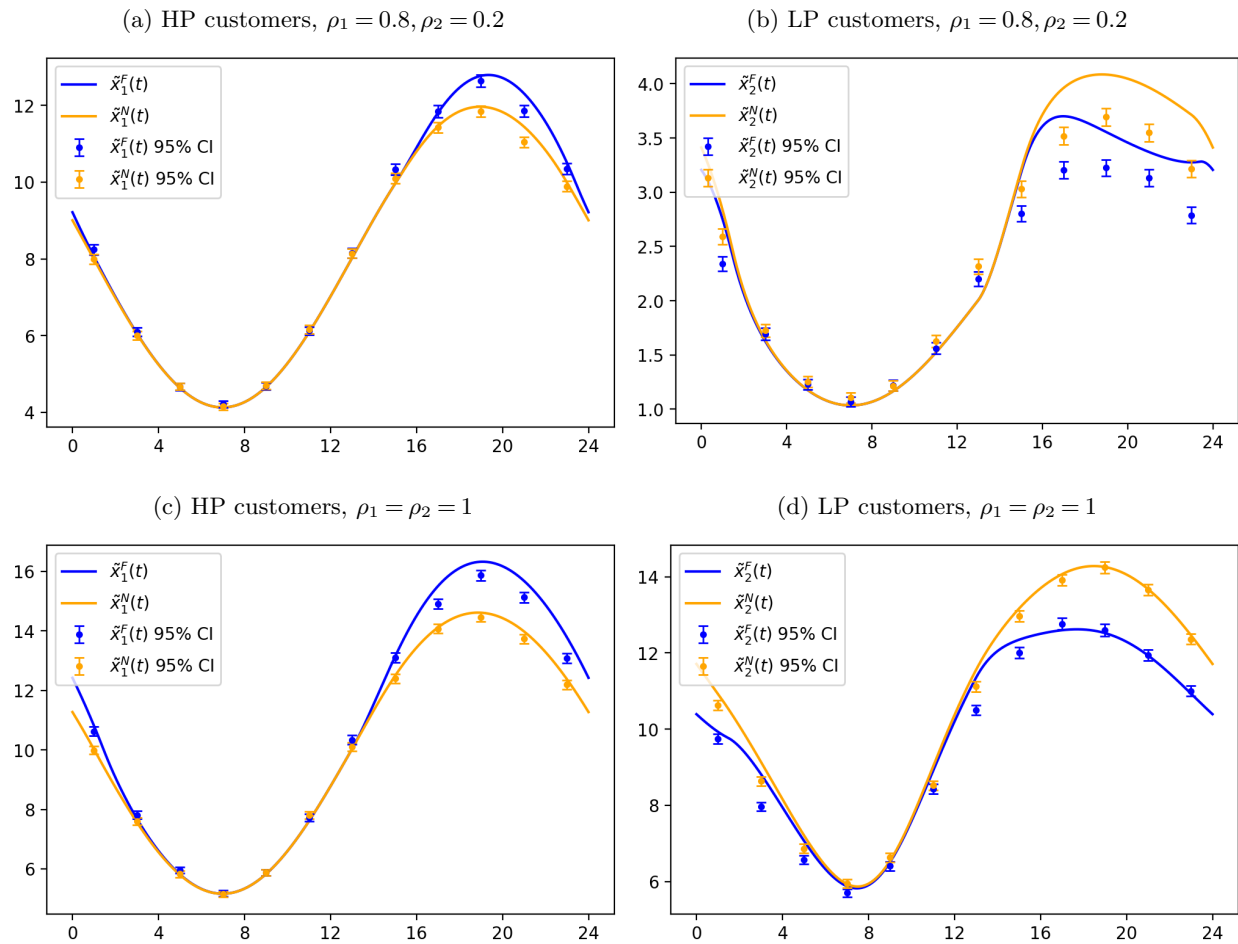 (a) HP customers, ρ₁ = 0.8, ρ₂ = 0.2
x̃₁ᶠ(t)
x̃₁ᴺ(t)
x̃₁ᶠ(t) 95% CI
x̃₁ᴺ(t) 95% CI
12
10
8
6
4
0 4 8 12 16 20 24
(b) LP customers, ρ₁ = 0.8, ρ₂ = 0.2
x̃₂ᶠ(t)
x̃₂ᴺ(t)
x̃₂ᶠ(t) 95% CI
x̃₂ᴺ(t) 95% CI
4.0
3.5
3.0
2.5
2.0
1.5
1.0
0 4 8 12 16 20 24
(c) HP customers, ρ₁ = ρ₂ = 1
x̃₁ᶠ(t)
x̃₁ᴺ(t)
x̃₁ᶠ(t) 95% CI
x̃₁ᴺ(t) 95% CI
16
14
12
10
8
6
0 4 8 12 16 20 24
(d) LP customers, ρ₁ = ρ₂ = 1
x̃₂ᶠ(t)
x̃₂ᴺ(t)
x̃₂ᶠ(t) 95% CI
x̃₂ᴺ(t) 95% CI
14
12
10
8
6
0 4 8 12 16 20 24